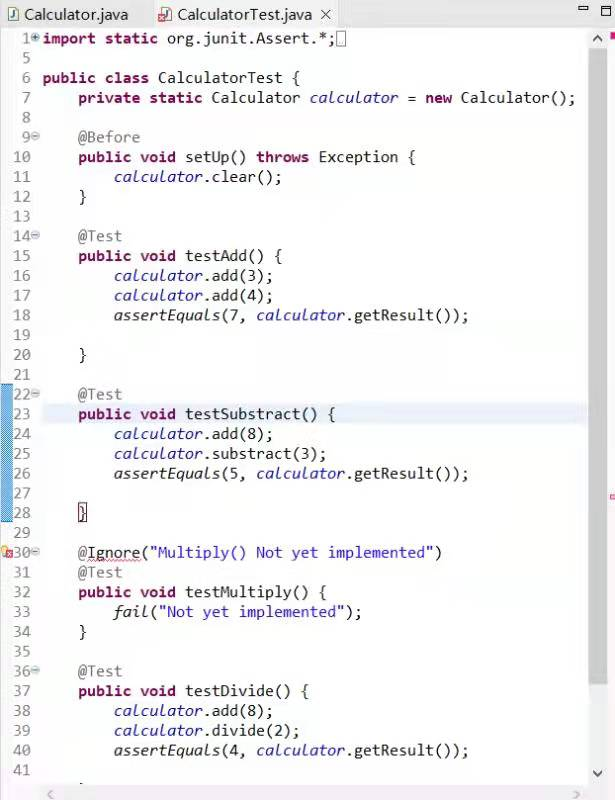 Calculator.java CalculatorTest.java
1 import static org.junit.Assert.*;
5
6 public class CalculatorTest {
7 private static Calculator calculator = new Calculator();
8
9 @Before
10 public void setUp() throws Exception {
11 calculator.clear();
12 }
13
14 @Test
15 public void testAdd() {
16 calculator.add(3);
17 calculator.add(4);
18 assertEquals(7, calculator.getResult());
19
20 }
21
22 @Test
23 public void testSubstract() {
24 calculator.add(8);
25 calculator.substract(3);
26 assertEquals(5, calculator.getResult());
27
28 }
29
30 @Ignore("Multiply() Not yet implemented")
31 @Test
32 public void testMultiply() {
33 fail("Not yet implemented");
34 }
35
36 @Test
37 public void testDivide() {
38 calculator.add(8);
39 calculator.divide(2);
40 assertEquals(4, calculator.getResult());
41